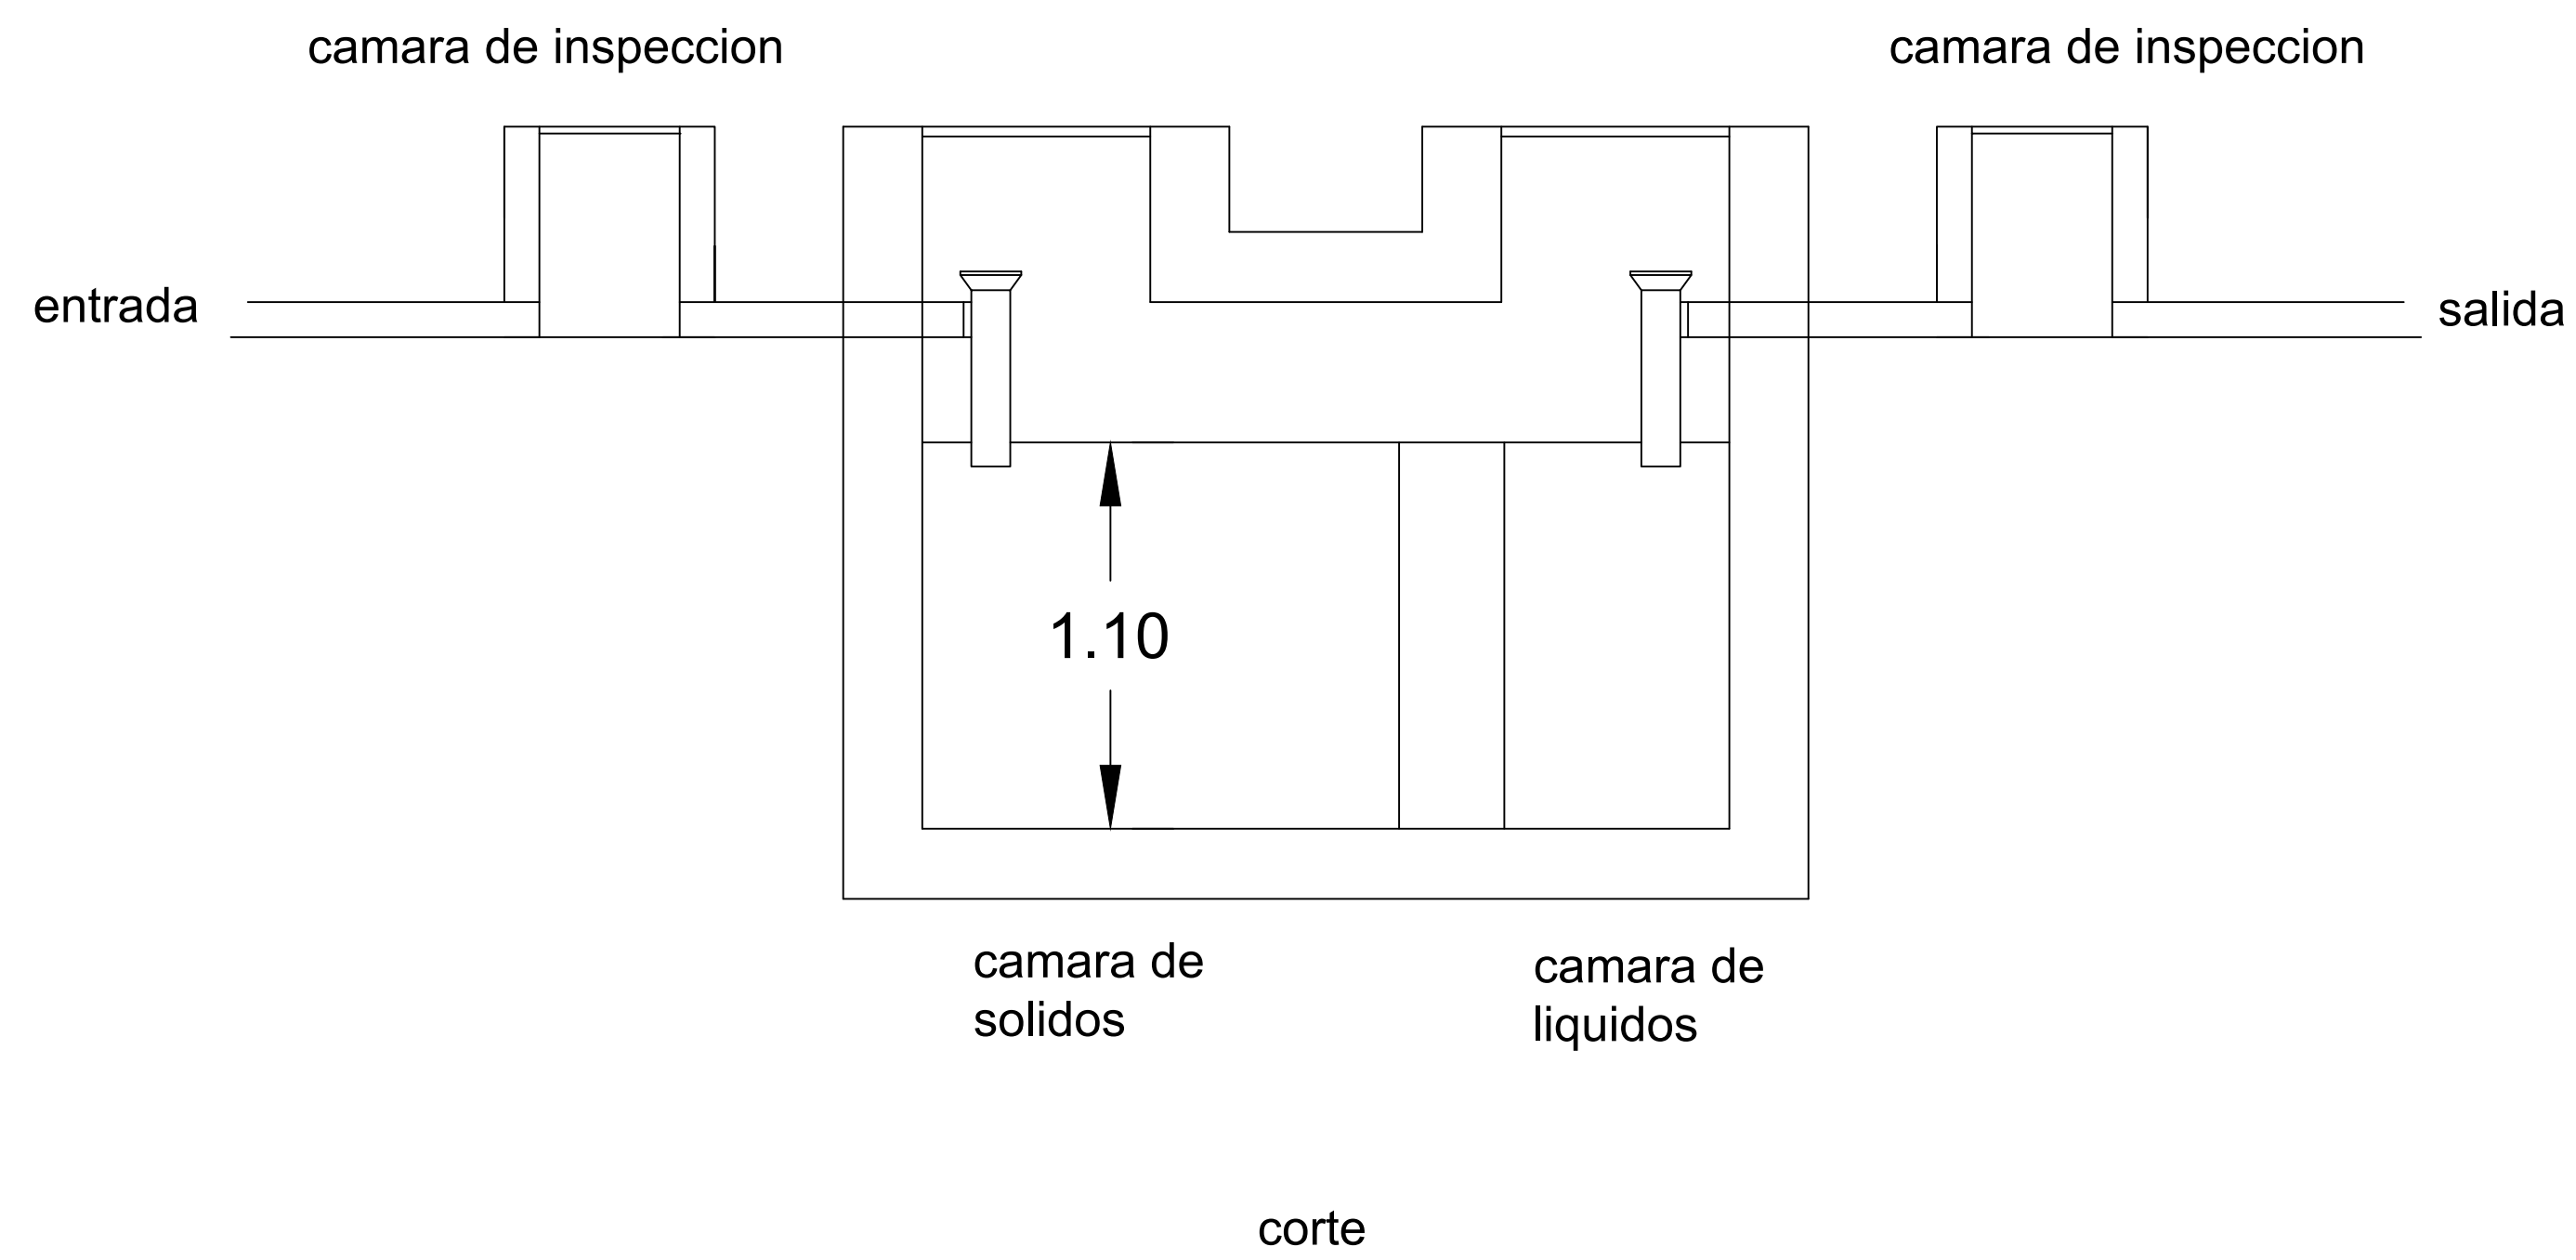 camara de inspeccion
camara de inspeccion
entrada
salida
1.10
camara de
solidos
camara de
liquidos
corte